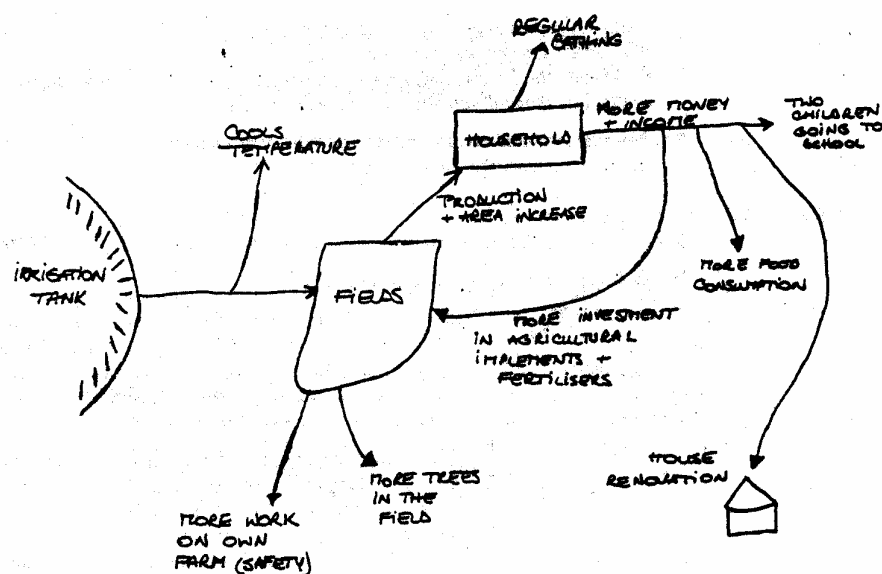 REGULAR
BATHING
HOUSEHOLD
MORE MONEY
+ INCOME
TWO
CHILDREN
GOING TO
SCHOOL
COOLS
TEMPERATURE
PRODUCTION
+ AREA INCREASE
IRRIGATION
TANK
FIELDS
MORE FOOD
CONSUMPTION
MORE INVESTMENT
IN AGRICULTURAL
IMPLEMENTS +
FERTILISERS
HOUSE
RENOVATION
MORE TREES
IN THE
FIELD
MORE WORK
ON OWN
FARM (SAFETY)